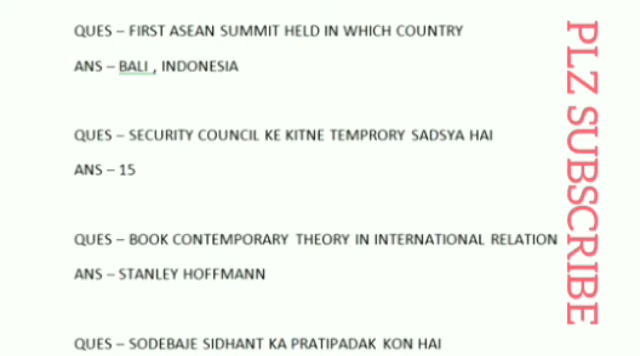 QUES – FIRST ASEAN SUMMIT HELD IN WHICH COUNTRY
ANS – BALI , INDONESIA
QUES – SECURITY COUNCIL KE KITNE TEMPRORY SADSYA HAI
ANS – 15
QUES – BOOK CONTEMPORARY THEORY IN INTERNATIONAL RELATION
ANS – STANLEY HOFFMANN
QUES – SODEBAJE SIDHANT KA PRATIPADAK KON HAI
PLZ SUBSCRIBE